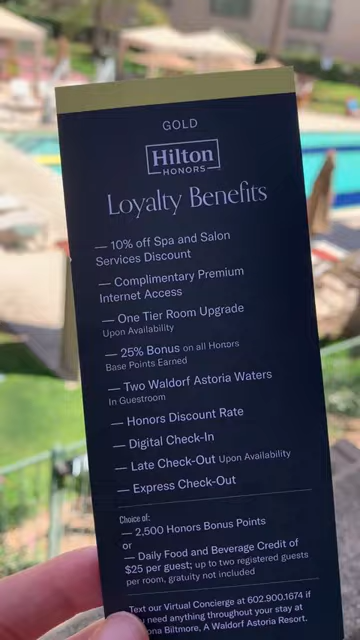 GOLD
Hilton
HONORS
Loyalty Benefits
— 10% off Spa and Salon
Services Discount
— Complimentary Premium
Internet Access
— One Tier Room Upgrade
Upon Availability
— 25% Bonus on all Honors
Base Points Earned
— Two Waldorf Astoria Waters
In Guestroom
— Honors Discount Rate
— Digital Check-In
— Late Check-Out Upon Availability
— Express Check-Out
Choice of:
— 2,500 Honors Bonus Points
or
— Daily Food and Beverage Credit of
$25 per guest; up to two registered guests
per room, gratuity not included
Text our Virtual Concierge at 602.900.1674 if
you need anything throughout your stay at
ona Biltmore, A Waldorf Astoria Resort.